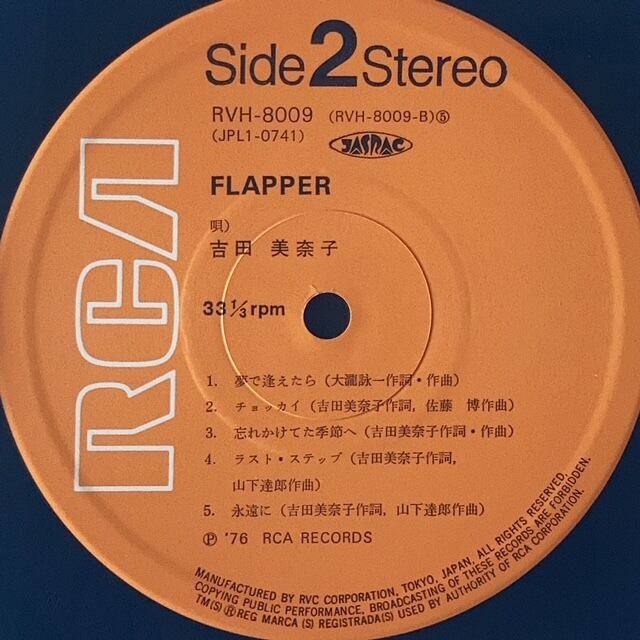 Side 2 Stereo
RVH-8009 (RVH-8009-B)⑤
(JPL1-0741)
JASRAC
RCA
FLAPPER
唄)
吉田 美奈子
33 1/3 rpm
1. 夢で逢えたら (大瀧詠一作詞・作曲)
2. チョッカイ (吉田美奈子作詞, 佐藤 博作曲)
3. 忘れかけてた季節へ (吉田美奈子作詞・作曲)
4. ラスト・ステップ (吉田美奈子作詞,
山下達郎作曲)
5. 永遠に (吉田美奈子作詞, 山下達郎作曲)
Ⓟ '76 RCA RECORDS
MANUFACTURED BY RVC CORPORATION, TOKYO, JAPAN, ALL RIGHTS RESERVED.
COPYING PUBLIC PERFORMANCE, BROADCASTING OF THESE RECORDS ARE FORBIDDEN.
TM(S) ® REG MARCA (S) REGISTRADA(S) USED BY AUTHORITY OF RCA CORPORATION.